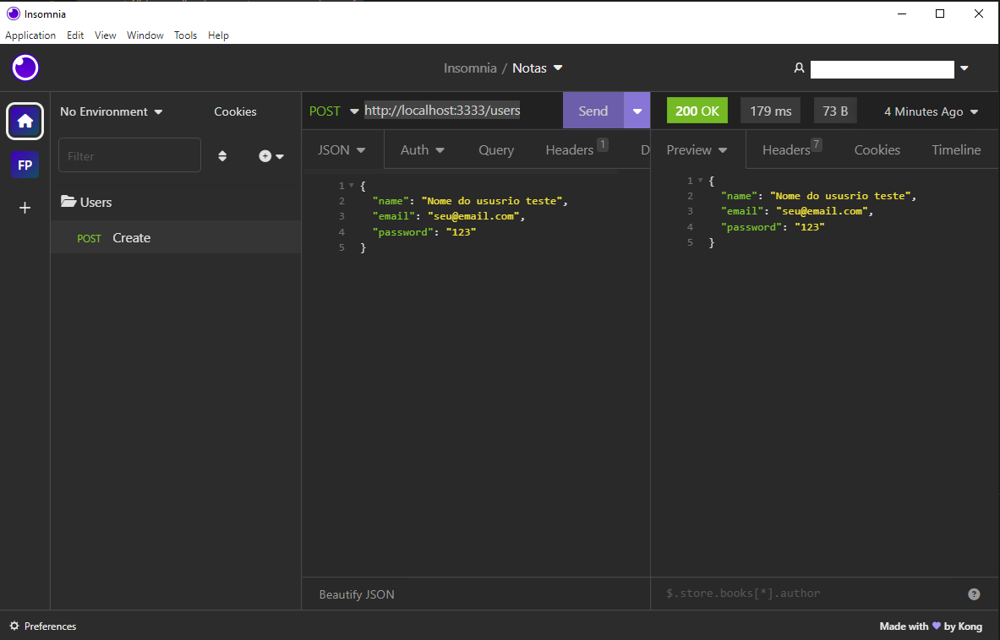 Insomnia
Application Edit View Window Tools Help
Insomnia / Notas
No Environment Cookies
POST http://localhost:3333/users Send
200 OK 179 ms 73 B 4 Minutes Ago
FP
Filter
JSON Auth Query Headers 1 D
Preview Headers 7 Cookies Timeline
Users
POST Create
1 {
2 "name": "Nome do ususrio teste",
3 "email": "seu@email.com",
4 "password": "123"
5 }
1 {
2 "name": "Nome do ususrio teste",
3 "email": "seu@email.com",
4 "password": "123"
5 }
Beautify JSON
$.store.books[*].author
?
Preferences
Made with 💜 by Kong